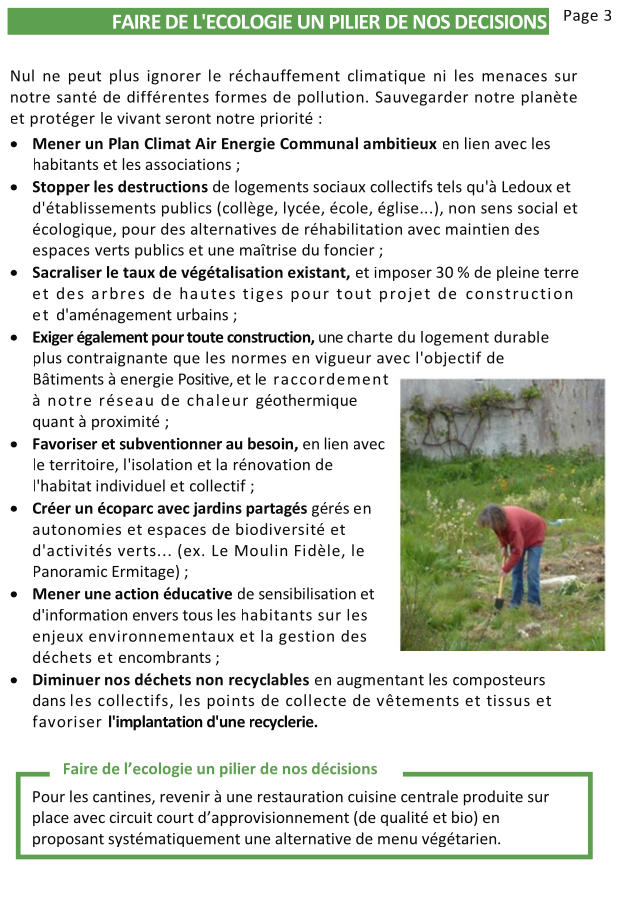 FAIRE DE L'ECOLOGIE UN PILIER DE NOS DECISIONS
Page 3
Nul ne peut plus ignorer le réchauffement climatique ni les menaces sur
notre santé de différentes formes de pollution. Sauvegarder notre planète
et protéger le vivant seront notre priorité :
• Mener un Plan Climat Air Energie Communal ambitieux en lien avec les
habitants et les associations ;
• Stopper les destructions de logements sociaux collectifs tels qu'à Ledoux et
d'établissements publics (collège, lycée, école, église...), non sens social et
écologique, pour des alternatives de réhabilitation avec maintien des
espaces verts publics et une maîtrise du foncier ;
• Sacraliser le taux de végétalisation existant, et imposer 30 % de pleine terre
et des arbres de hautes tiges pour tout projet de construction
et d'aménagement urbains ;
• Exiger également pour toute construction, une charte du logement durable
plus contraignante que les normes en vigueur avec l'objectif de
Bâtiments à energie Positive, et le raccordement
à notre réseau de chaleur géothermique
quant à proximité ;
• Favoriser et subventionner au besoin, en lien avec
le territoire, l'isolation et la rénovation de
l'habitat individuel et collectif ;
• Créer un écoparc avec jardins partagés gérés en
autonomies et espaces de biodiversité et
d'activités verts... (ex. Le Moulin Fidèle, le
Panoramic Ermitage) ;
• Mener une action éducative de sensibilisation et
d'information envers tous les habitants sur les
enjeux environnementaux et la gestion des
déchets et encombrants ;
• Diminuer nos déchets non recyclables en augmentant les composteurs
dans les collectifs, les points de collecte de vêtements et tissus et
favoriser l'implantation d'une recyclerie.
Faire de l’ecologie un pilier de nos décisions
Pour les cantines, revenir à une restauration cuisine centrale produite sur
place avec circuit court d’approvisionnement (de qualité et bio) en
proposant systématiquement une alternative de menu végétarien.